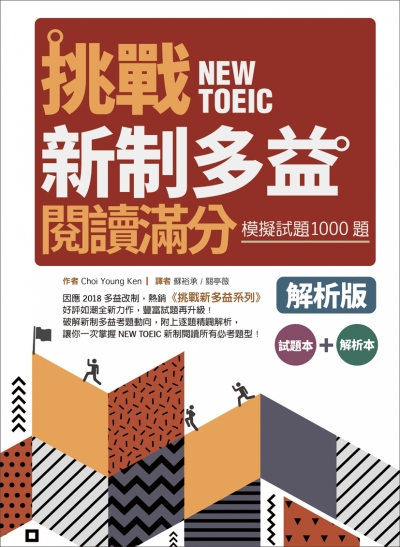 挑戰 NEW TOEIC
新制多益
閱讀滿分 模擬試題1000題
作者 Choi Young Ken | 譯者 蘇裕承/關亭薇
因應 2018 多益改制,熱銷《挑戰新多益系列》
好評如潮全新力作,豐富試題再升級!
破解新制多益考題動向,附上逐題精闢解析,
讓你一次掌握 NEW TOEIC 新制閱讀所有必考題型!
解析版
試題本 + 解析本